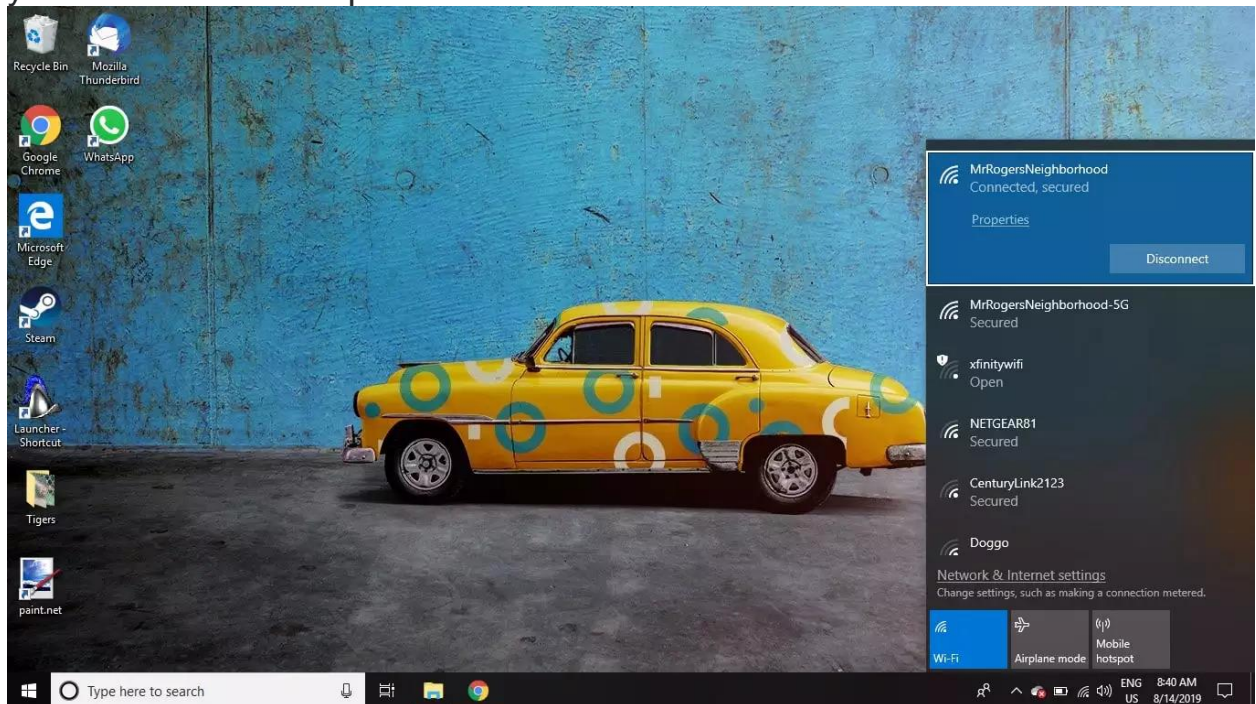 Recycle Bin
Mozilla
Thunderbird
Google
Chrome
WhatsApp
Microsoft
Edge
Steam
Launcher -
Shortcut
Tigers
paint.net
MrRogersNeighborhood
Connected, secured
Properties
Disconnect
MrRogersNeighborhood-5G
Secured
xfinitywifi
Open
NETGEAR81
Secured
CenturyLink2123
Secured
Doggo
Network & Internet settings
Change settings, such as making a connection metered.
Wi-Fi
Airplane mode
Mobile
hotspot
Type here to search
ENG
US
8:40 AM
8/14/2019